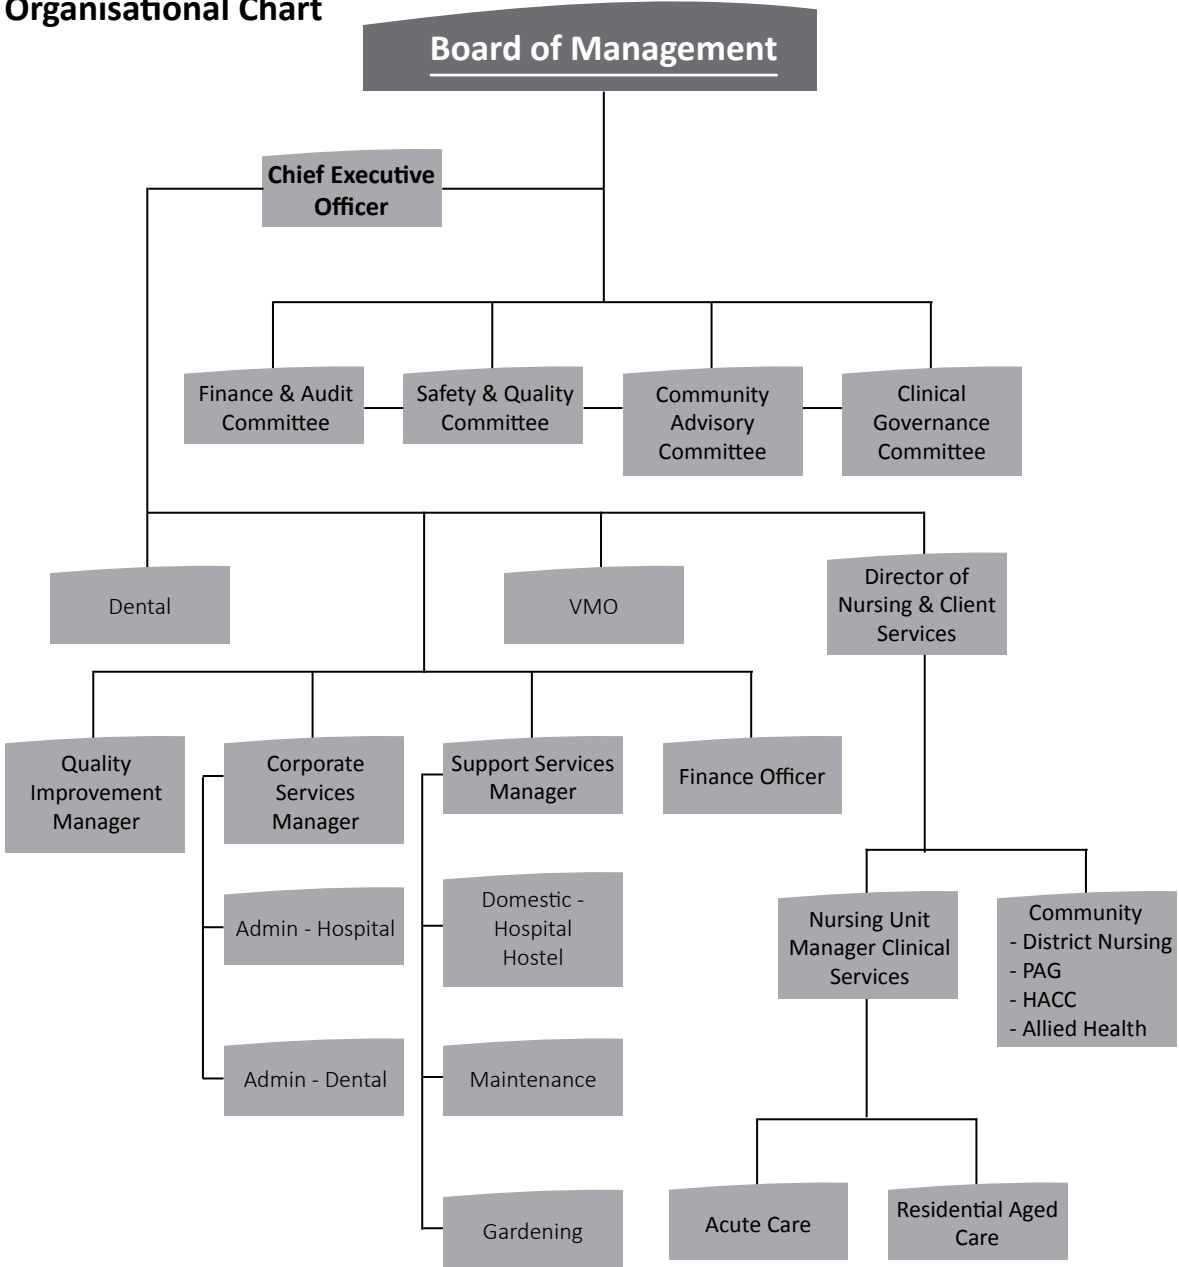 Organisational Chart
Board of Management
Chief Executive
Officer
Finance & Audit
Committee
Safety & Quality
Committee
Community
Advisory
Committee
Clinical
Governance
Committee
Dental
VMO
Director of
Nursing & Client
Services
Quality
Improvement
Manager
Corporate
Services
Manager
Support Services
Manager
Finance Officer
Admin - Hospital
Domestic -
Hospital
Hostel
Nursing Unit
Manager Clinical
Services
Community
- District Nursing
- PAG
- HACC
- Allied Health
Admin - Dental
Maintenance
Gardening
Acute Care
Residential Aged
Care